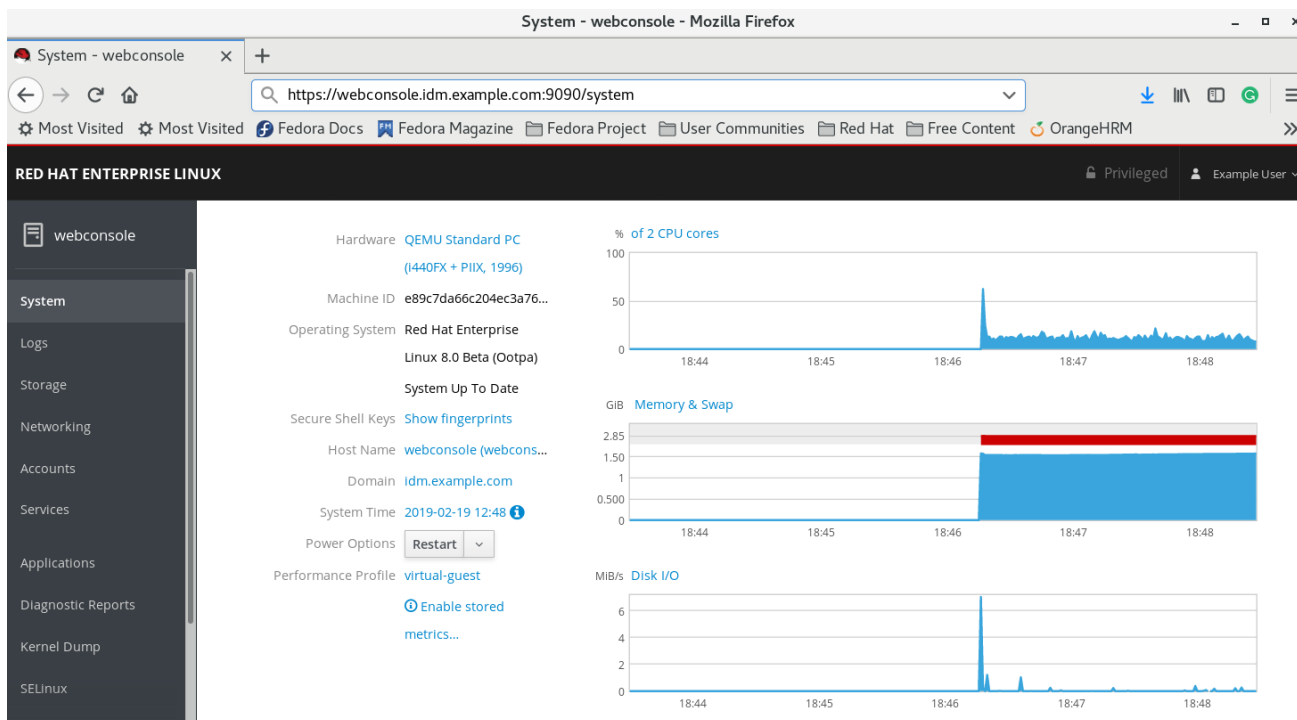 System - webconsole - Mozilla Firefox
System - webconsole
https://webconsole.idm.example.com:9090/system
Most Visited Most Visited Fedora Docs Fedora Magazine Fedora Project User Communities Red Hat Free Content OrangeHRM
RED HAT ENTERPRISE LINUX
Privileged
Example User
webconsole
System
Logs
Storage
Networking
Accounts
Services
Applications
Diagnostic Reports
Kernel Dump
SELinux
Hardware QEMU Standard PC
(i440FX + PIIX, 1996)
Machine ID e89c7da66c204ec3a76...
Operating System Red Hat Enterprise
Linux 8.0 Beta (Ootpa)
System Up To Date
Secure Shell Keys Show fingerprints
Host Name webconsole (webcons...
Domain idm.example.com
System Time 2019-02-19 12:48
Power Options Restart
Performance Profile virtual-guest
Enable stored
metrics...
% of 2 CPU cores
100
50
0
18:44 18:45 18:46 18:47 18:48
GiB Memory & Swap
2.85
1.50
1
0.500
0
18:44 18:45 18:46 18:47 18:48
MiB/s Disk I/O
6
4
2
0
18:44 18:45 18:46 18:47 18:48